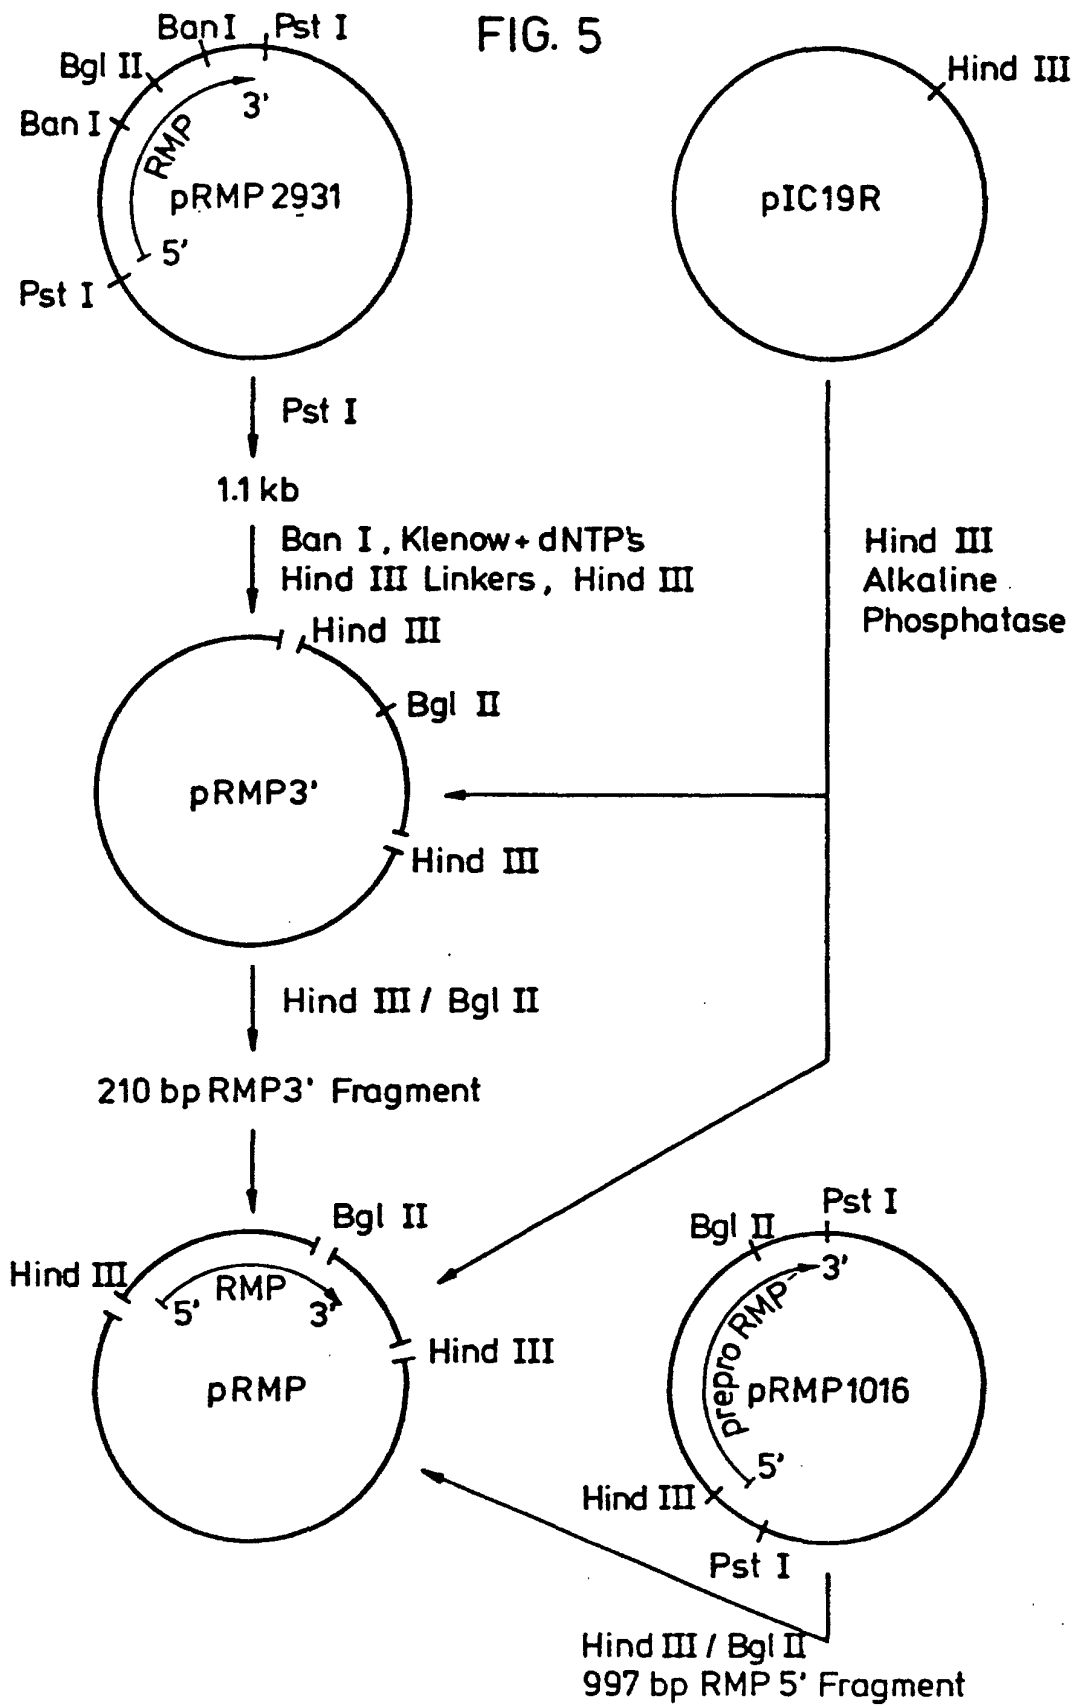 FIG. 5
Ban I
Pst I
Bgl II
Ban I
RMP
3'
pRMP2931
5'
Pst I
Hind III
pIC19R
Pst I
1.1 kb
Ban I, Klenow + dNTP's
Hind III Linkers, Hind III
Hind III
Alkaline
Phosphatase
Hind III
Bgl II
pRMP3'
Hind III
Hind III / Bgl II
210 bp RMP3' Fragment
Bgl II
Hind III
RMP
5'
3'
Hind III
pRMP
Pst I
Bgl II
3'
prepro RMP
pRMP1016
5'
Hind III
Pst I
Hind III / Bgl II
997 bp RMP 5' Fragment